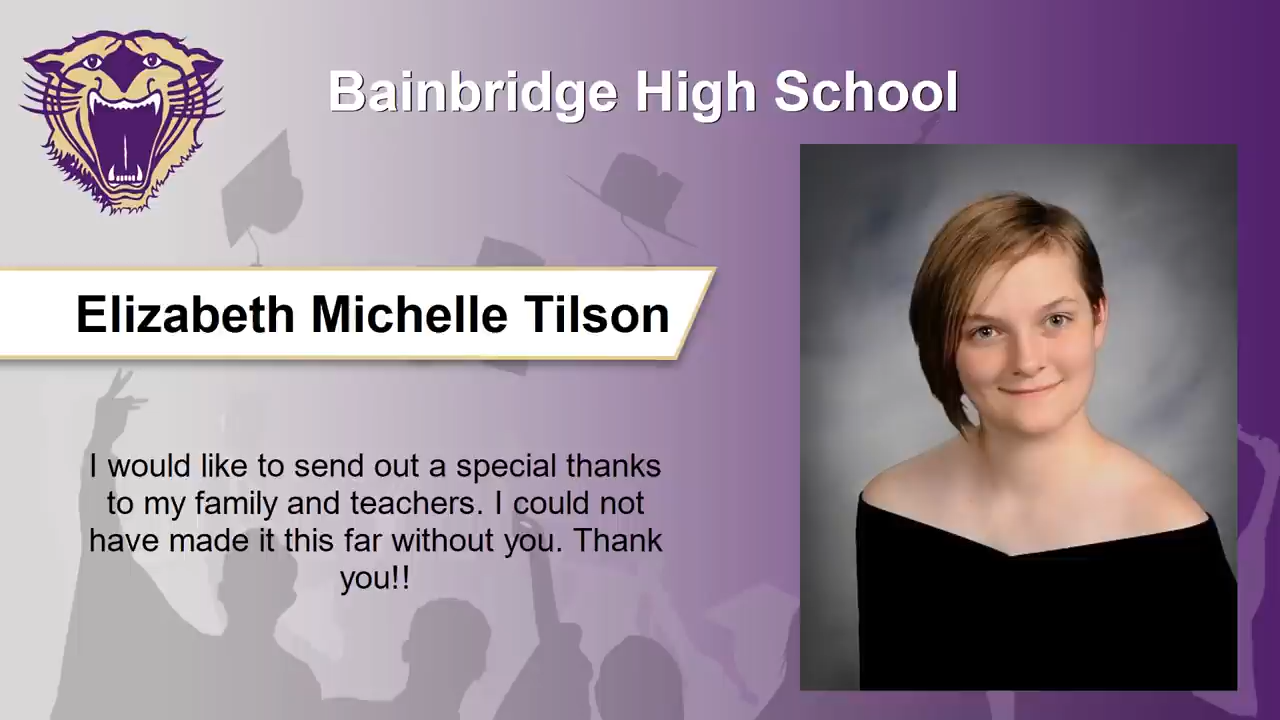 Bainbridge High School
Elizabeth Michelle Tilson
I would like to send out a special thanks
to my family and teachers. I could not
have made it this far without you. Thank
you!!